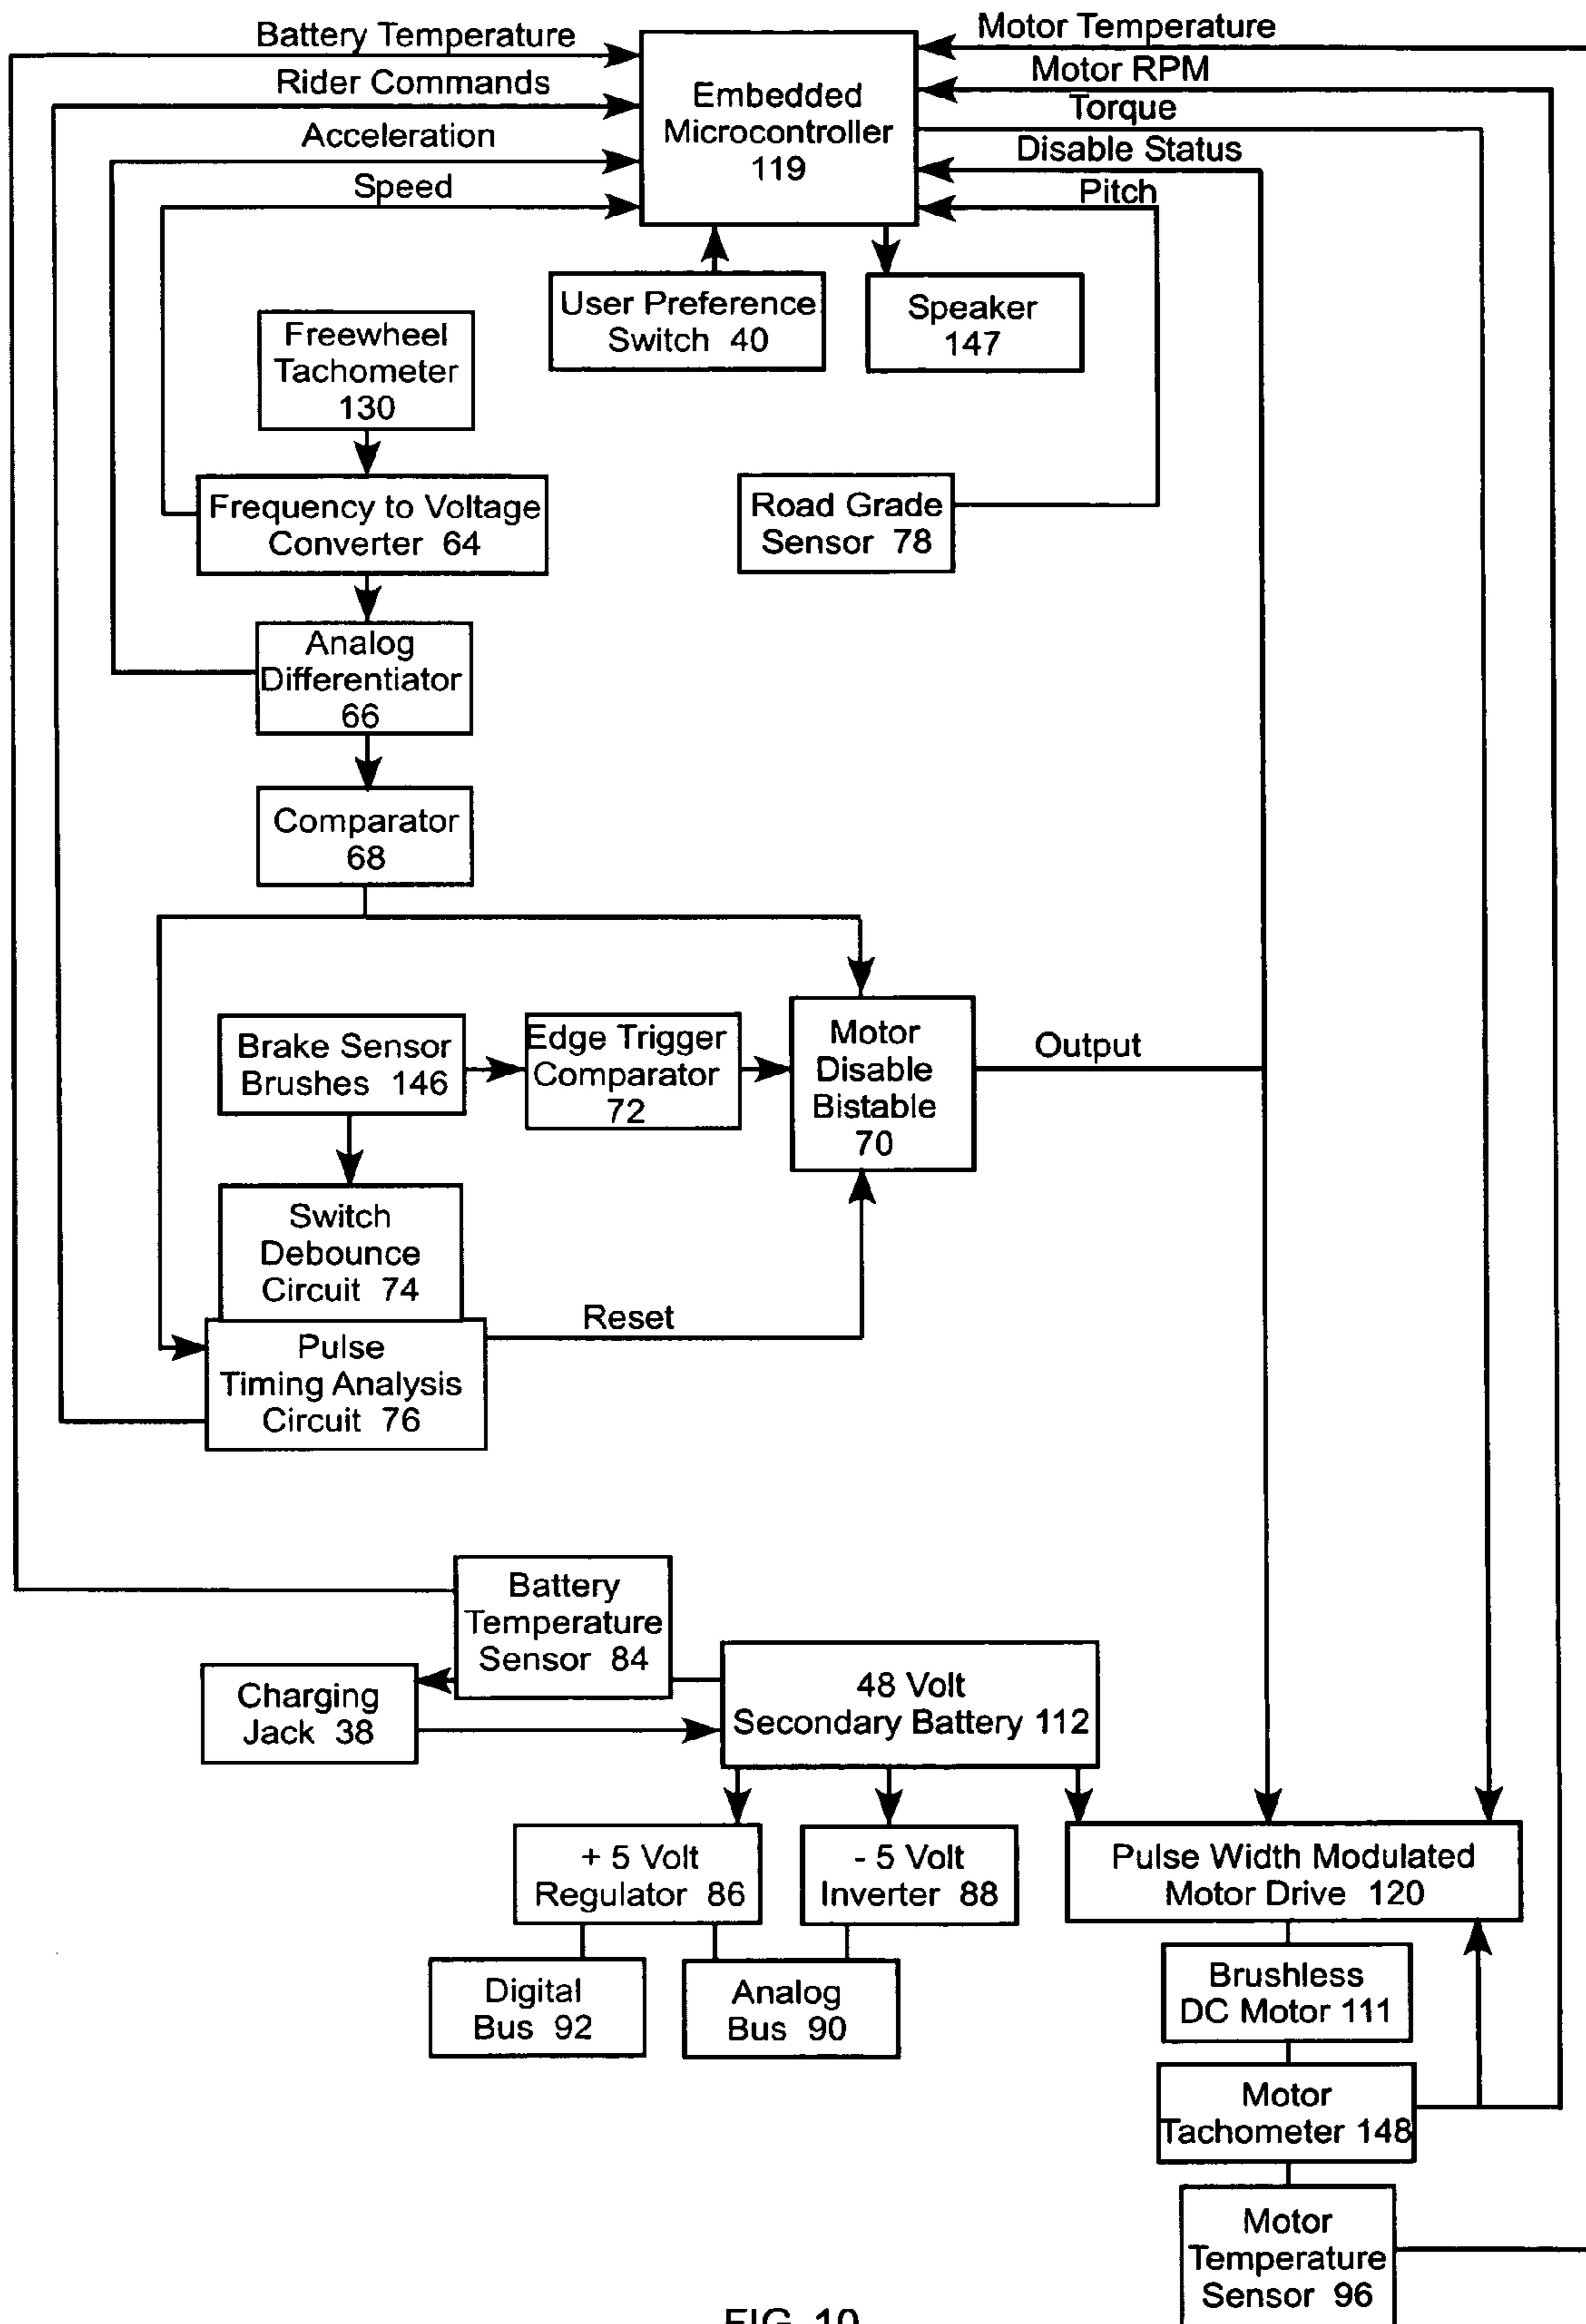 Battery Temperature
Motor Temperature
Rider Commands
Motor RPM
Embedded
Microcontroller
119
Torque
Acceleration
Disable Status
Speed
Pitch
User Preference
Switch 40
Speaker
147
Freewheel
Tachometer
130
Frequency to Voltage
Converter 64
Road Grade
Sensor 78
Analog
Differentiator
66
Comparator
68
Brake Sensor
Brushes 146
Edge Trigger
Comparator
72
Motor
Disable
Bistable
70
Output
Switch
Debounce
Circuit 74
Reset
Pulse
Timing Analysis
Circuit 76
Battery
Temperature
Sensor 84
Charging
Jack 38
48 Volt
Secondary Battery 112
+ 5 Volt
Regulator 86
- 5 Volt
Inverter 88
Pulse Width Modulated
Motor Drive 120
Digital
Bus 92
Analog
Bus 90
Brushless
DC Motor 111
Motor
Tachometer 148
Motor
Temperature
Sensor 96
FIG. 10